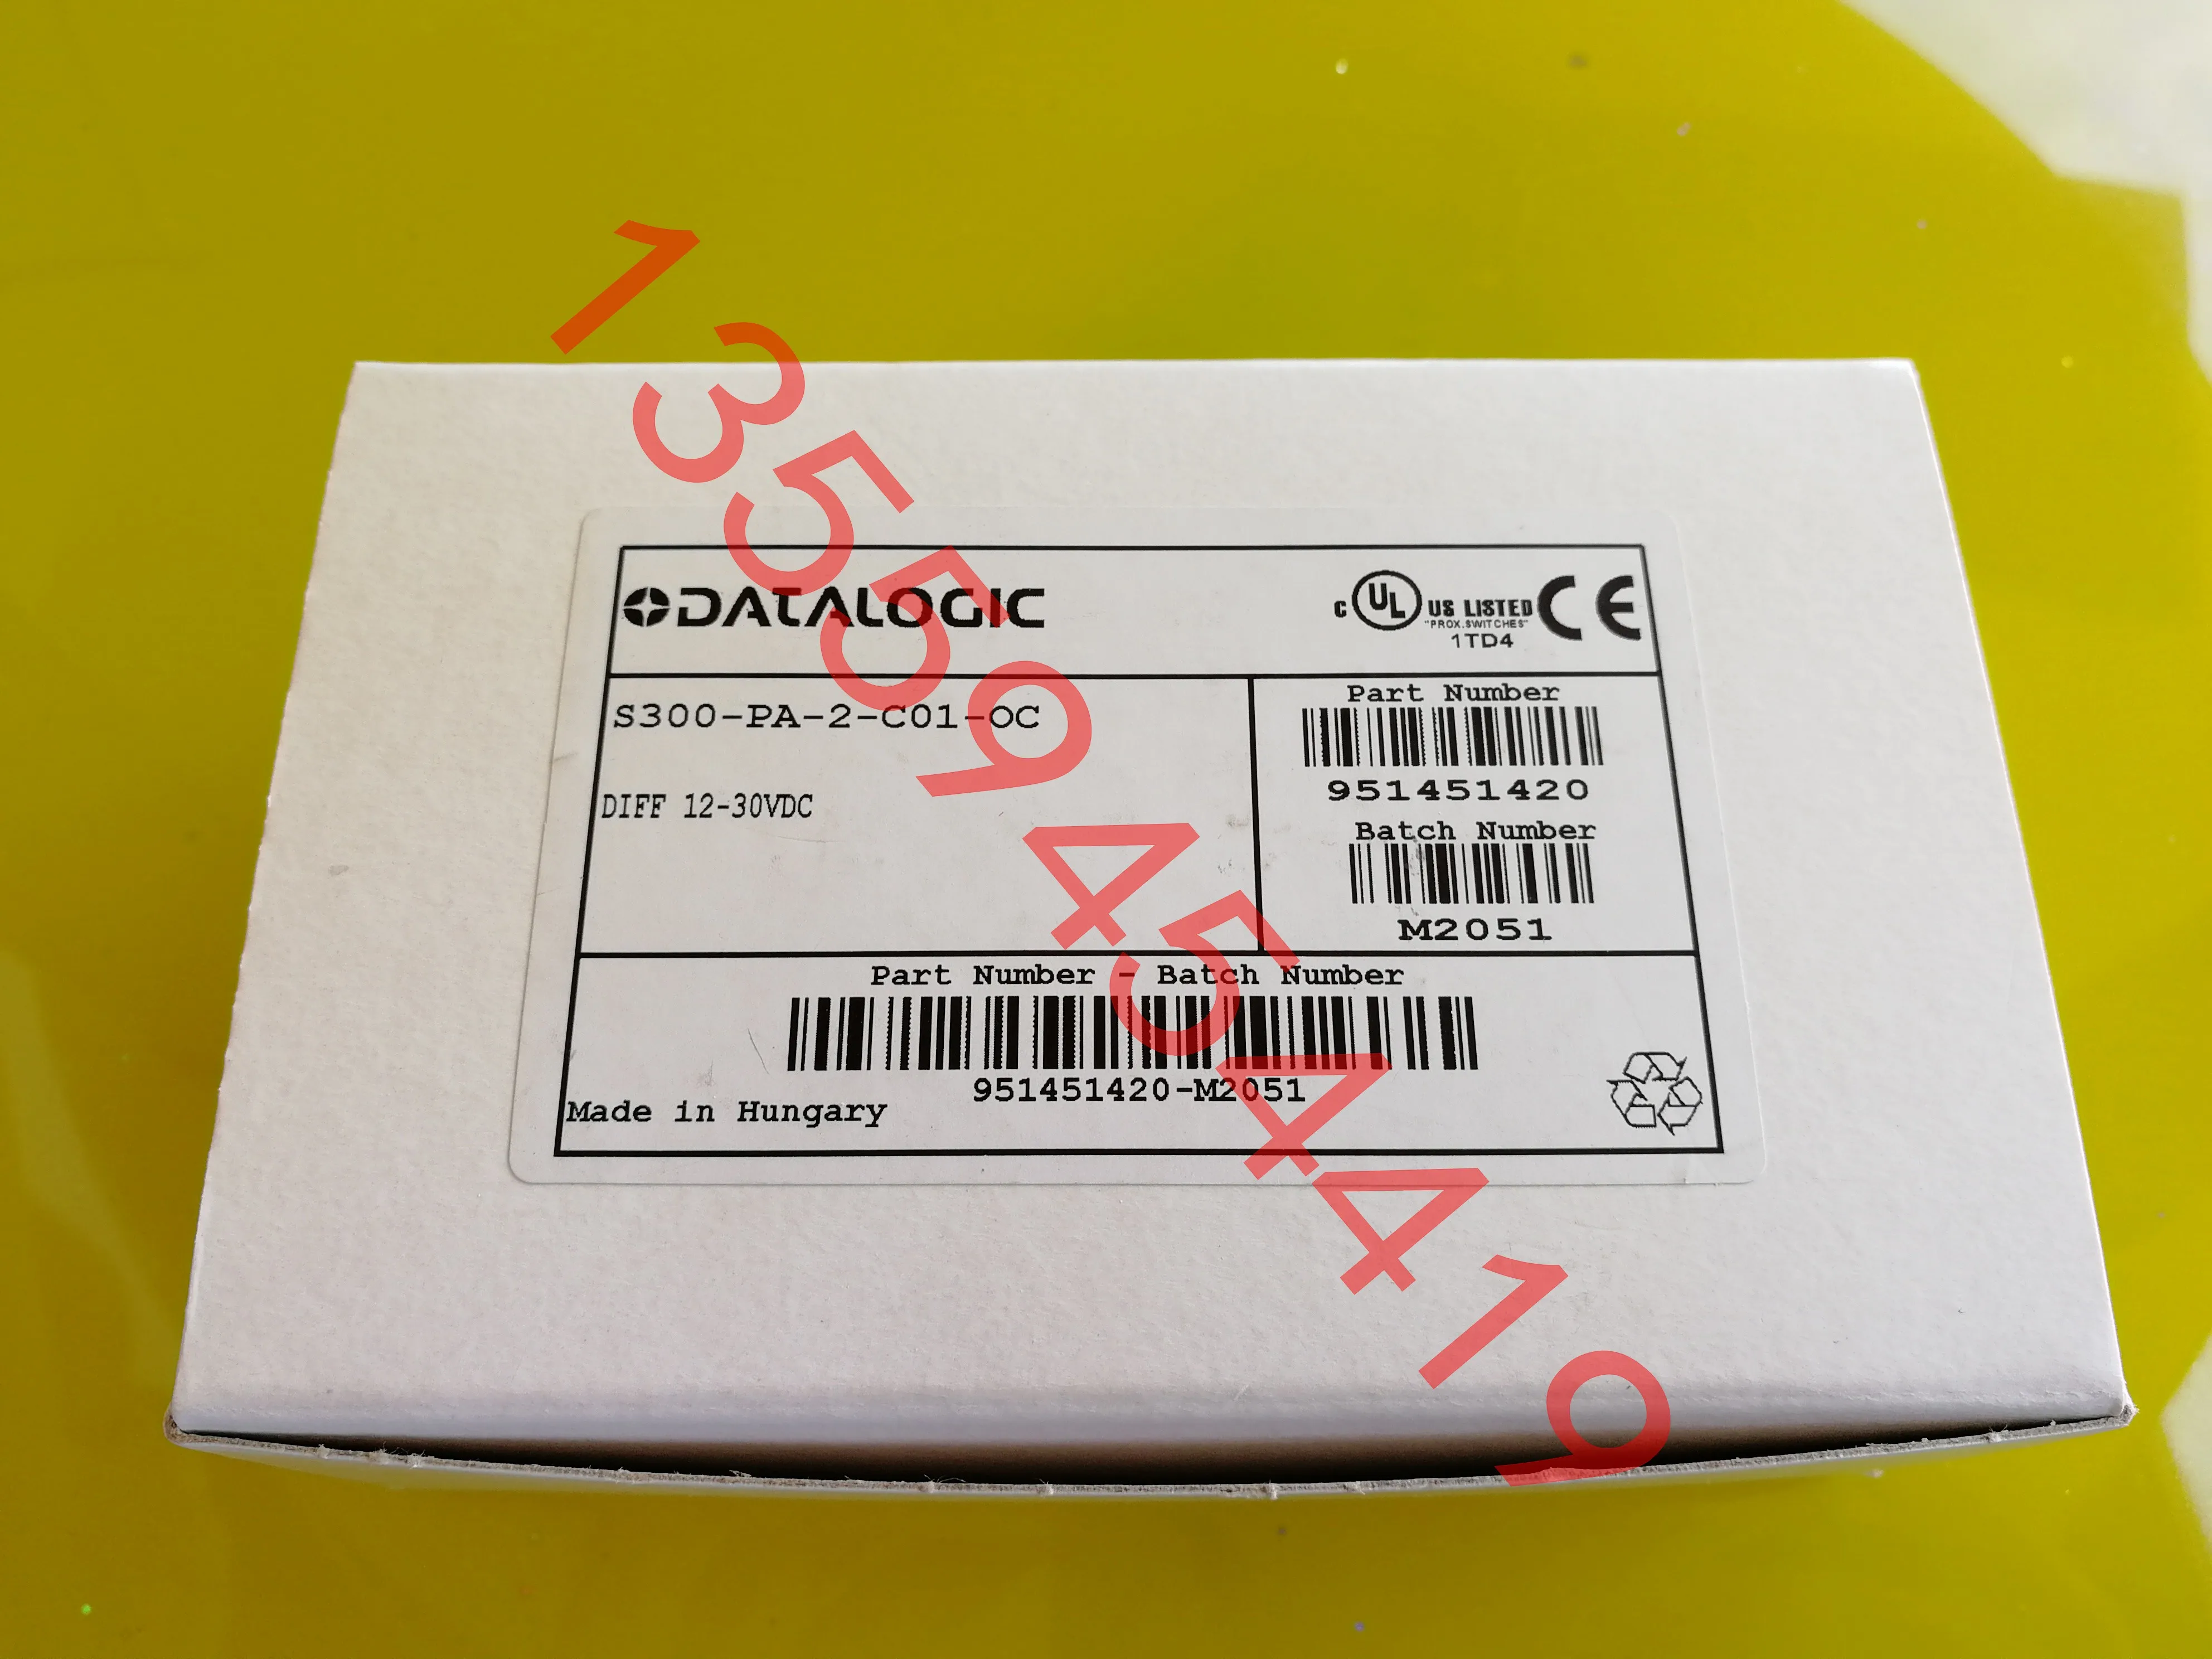 DATALOGIC
C UL US LISTED CE
"PROX.SWITCHES"
1TD4
S300-PA-2-C01-OC
DIFF 12-30VDC
Part Number
951451420
Batch Number
M2051
Part Number - Batch Number
951451420-M2051
Made in Hungary
13559454419